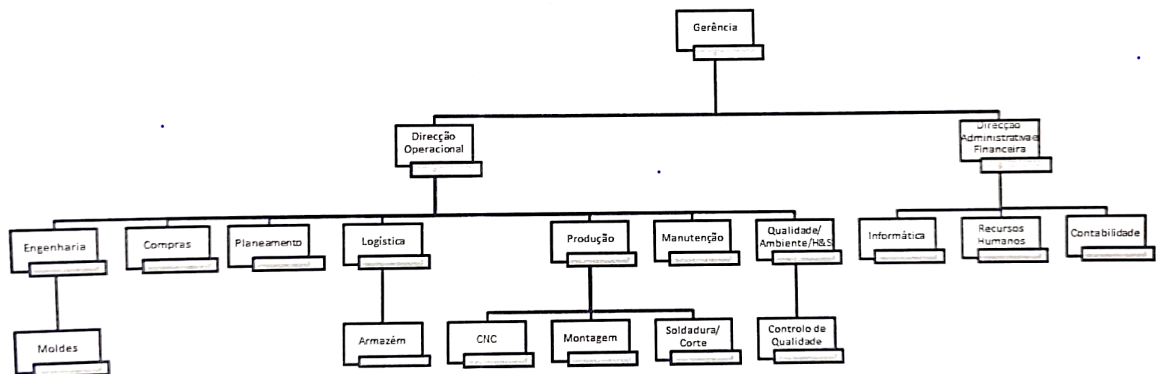 Gerência
Direcção
Operacional
Direcção
Administrativa e
Financeira
Engenharia
Compras
Planeamento
Logística
Produção
Manutenção
Qualidade/
Ambiente/H&S
Informática
Recursos
Humanos
Contabilidade
Moldes
Armazém
CNC
Montagem
Soldadura/
Corte
Controlo de
Qualidade